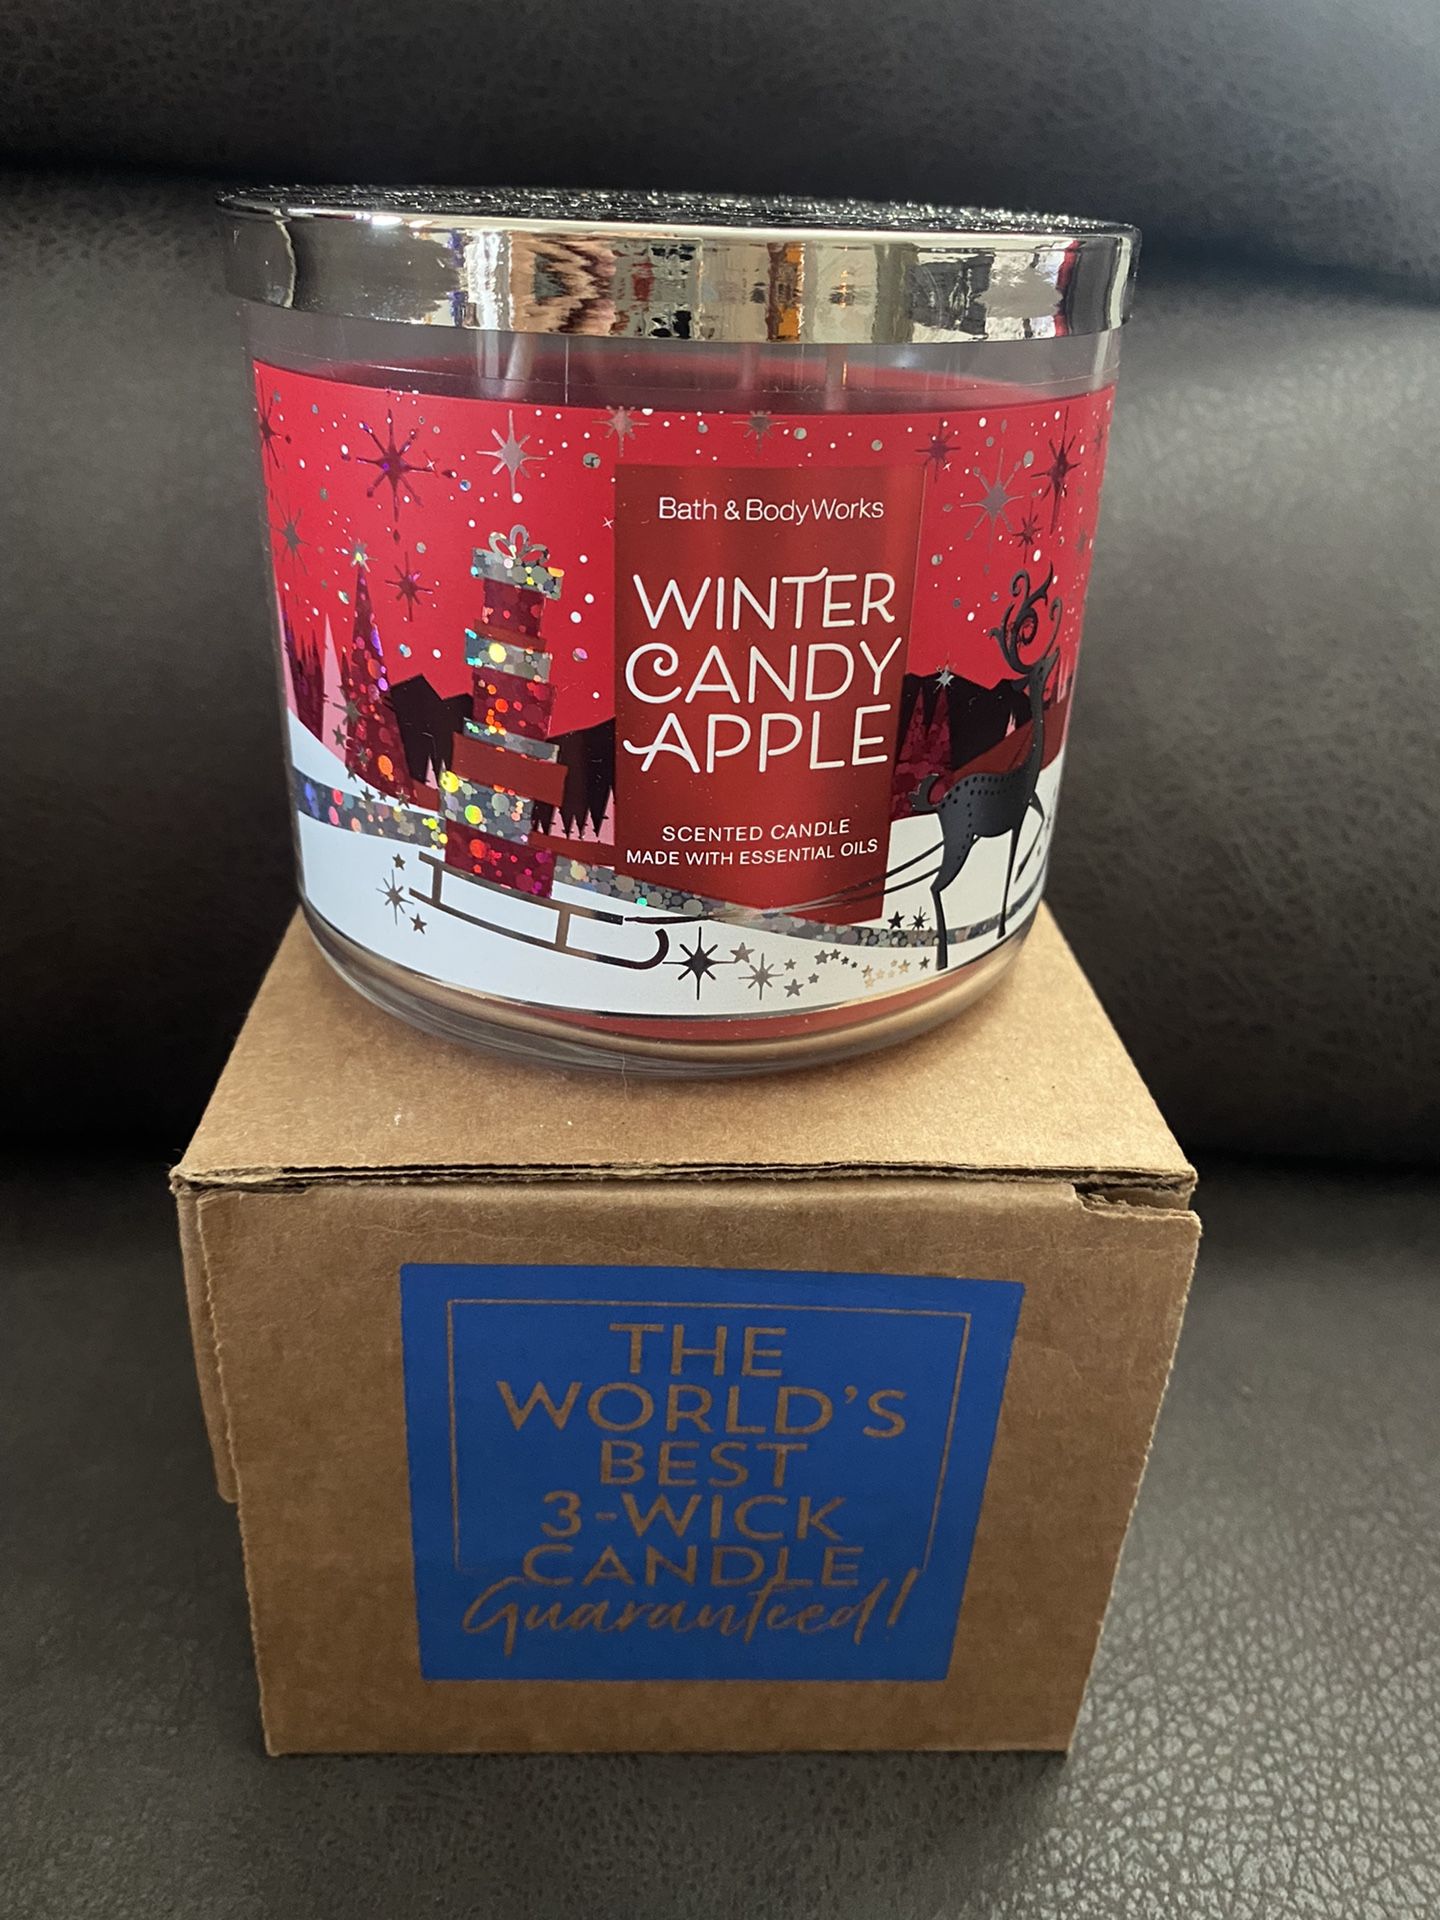 Bath & Body Works
WINTER
CANDY
APPLE
SCENTED CANDLE
MADE WITH ESSENTIAL OILS
THE
WORLD'S
BEST
3-WICK
CANDLE
Guaranteed!